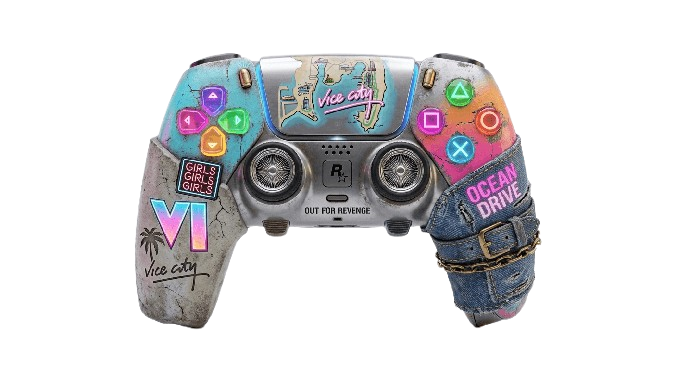 Vice City
GIRLS
GIRLS
GIRLS
VI
Vice City
R★
OUT FOR REVENGE
OCEAN
DRIVE